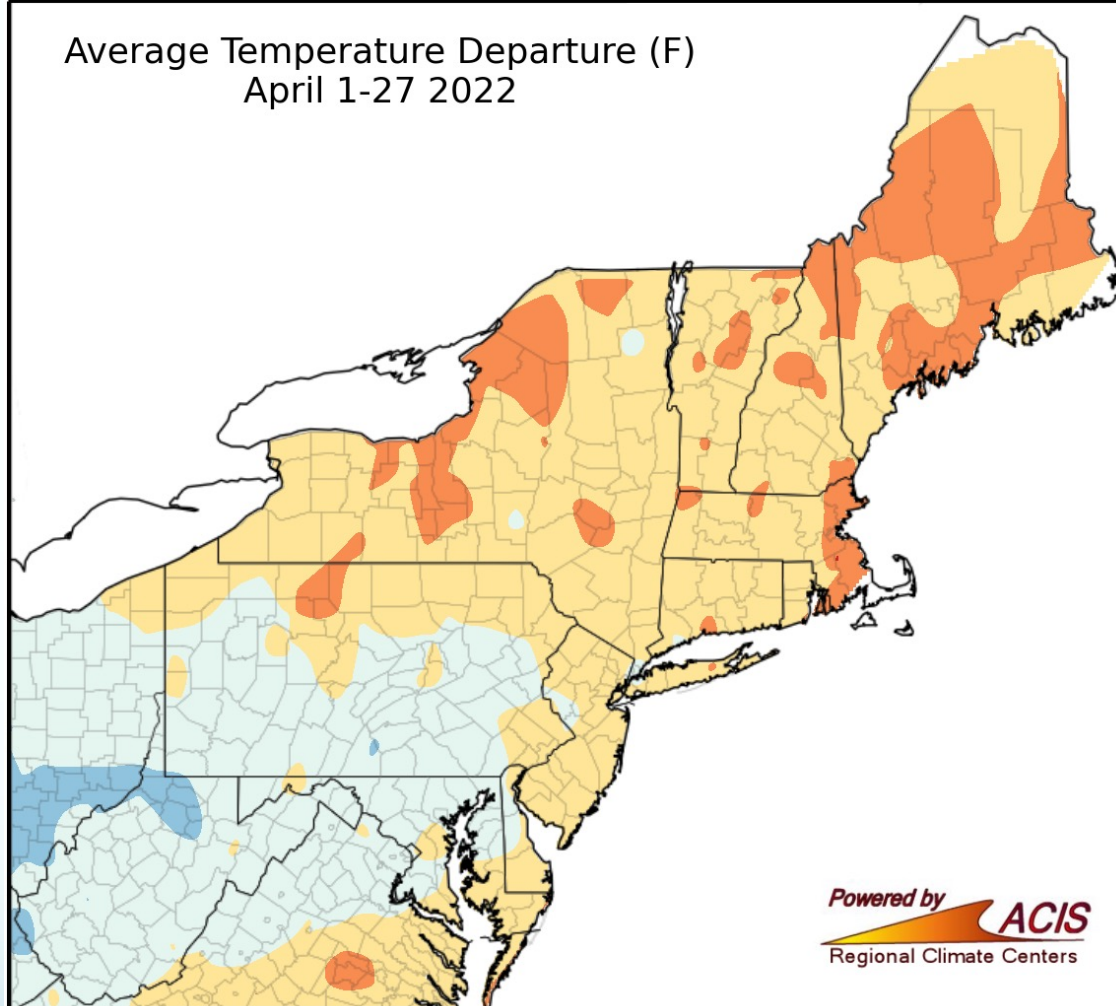 Average Temperature Departure (F)
April 1-27 2022
Powered by
ACIS
Regional Climate Centers